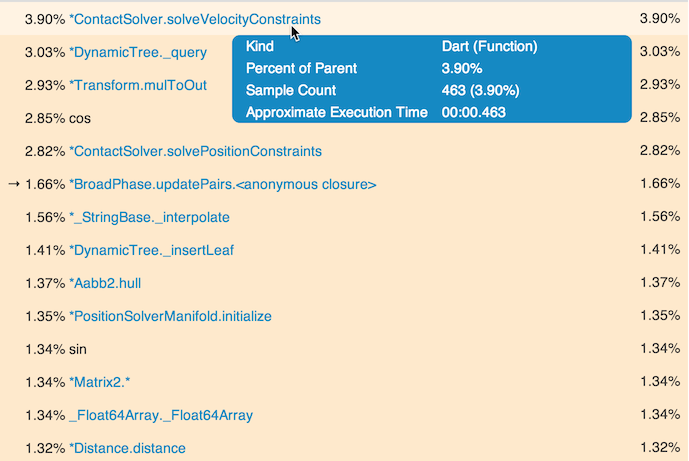 3.90% *ContactSolver.solveVelocityConstraints 3.90%
Kind Dart (Function)
3.03% *DynamicTree._query 3.03%
Percent of Parent 3.90%
2.93% *Transform.mulToOut 2.93%
Sample Count 463 (3.90%)
Approximate Execution Time 00:00.463
2.85% cos 2.85%
2.82% *ContactSolver.solvePositionConstraints 2.82%
→ 1.66% *BroadPhase.updatePairs.<anonymous closure> 1.66%
1.56% *_StringBase._interpolate 1.56%
1.41% *DynamicTree._insertLeaf 1.41%
1.37% *Aabb2.hull 1.37%
1.35% *PositionSolverManifold.initialize 1.35%
1.34% sin 1.34%
1.34% *Matrix2.* 1.34%
1.34% _Float64Array._Float64Array 1.34%
1.32% *Distance.distance 1.32%